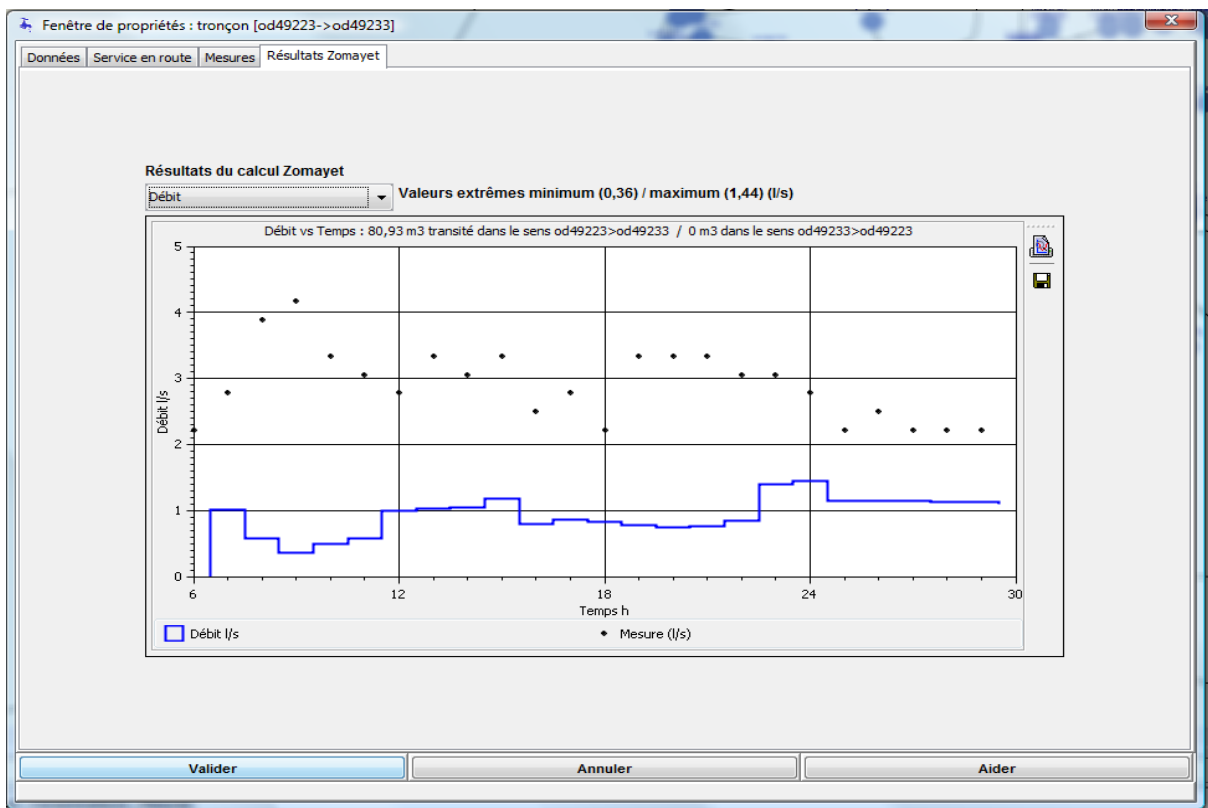 Fenêtre de propriétés : tronçon [od49223->od49233]
Données Service en route Mesures Résultats Zomayet
Résultats du calcul Zomayet
Débit Valeurs extrêmes minimum (0,36) / maximum (1,44) (l/s)
Débit vs Temps : 80,93 m3 transité dans le sens od49223>od49233 / 0 m3 dans le sens od49233>od49223
5
4
3
2
1
0
Débit l/s
6 12 18 24 30
Temps h
Débit l/s Mesure (l/s)
Valider Annuler Aider